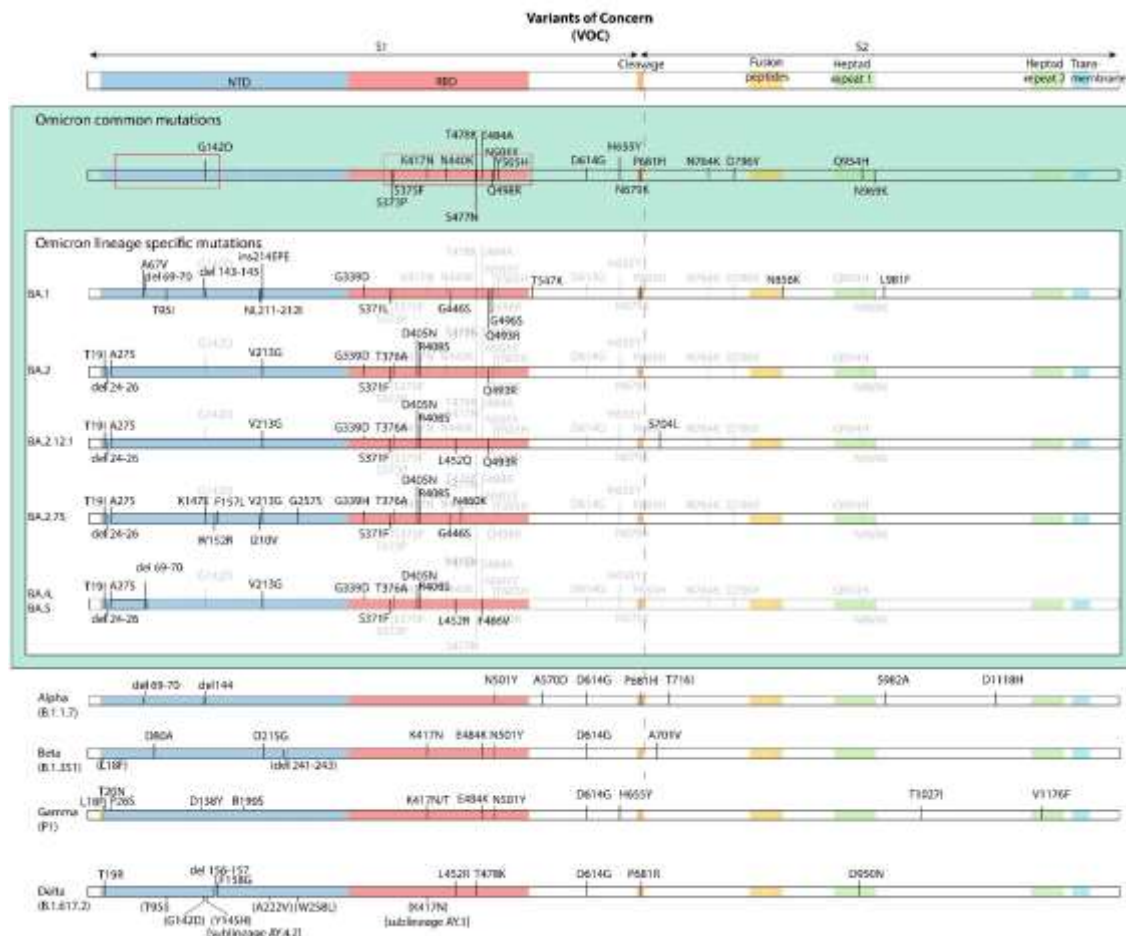 Variants of Concern
(VOC)
S1 S2
Cleavage Fusion peptides Heptad repeat 1 Heptad repeat 2 Trans membrane
NTD RBD
Omicron common mutations
T478K E484A
G142D K417N N440K Y505H D614G H655Y P681H N764K D796Y Q954H
S375F Q498R N679K N969K
S373P
S477N
Omicron lineage specific mutations
ins214EPE
A67V
del 69-70 del 143-145 G339D T547K N856K L981F
BA.1
T95I NL211-212I S371L G446S G496S
Q493R
D405N
R408S
T19I A27S V213G G339D T376A
BA.2
del 24-26 S371F Q493R
D405N
R408S
T19I A27S V213G G339D T376A S704L
BA.2.12.1
del 24-26 S371F L452Q Q493R
D405N
R408S
T19I A27S K147E F157L V213G G257S G339H T376A N460K
BA.2.75
del 24-26 W152R I210V S371F G446S
del 69-70 D405N
R408S
T19I A27S V213G G339D T376A
BA.4,
BA.5
del 24-26 S371F L452R F486V
del 69-70 del144 N501Y A570D D614G P681H T716I S982A D1118H
Alpha
(B.1.1.7)
D80A D215G K417N E484K N501Y D614G A701V
Beta
(B.1.351)
(L18F) (del 241-243)
T20N
L18F P26S D138Y R190S K417N/T E484K N501Y D614G H655Y T1027I V1176F
Gamma
(P1)
T19R del 156-157 L452R T478K D614G P681R D950N
F158G
Delta
(B.1.617.2)
(T95I) (A222V) (W258L) (K417N)
(G142D) (Y145H) [sublineage AY.1]
[sublineage AY.4.2]